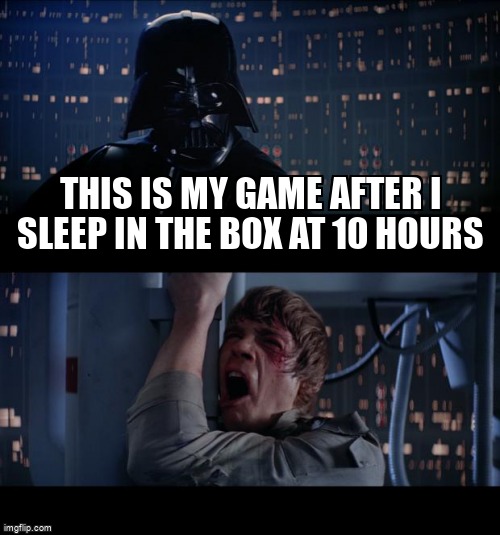 THIS IS MY GAME AFTER I
SLEEP IN THE BOX AT 10 HOURS
imgflip.com